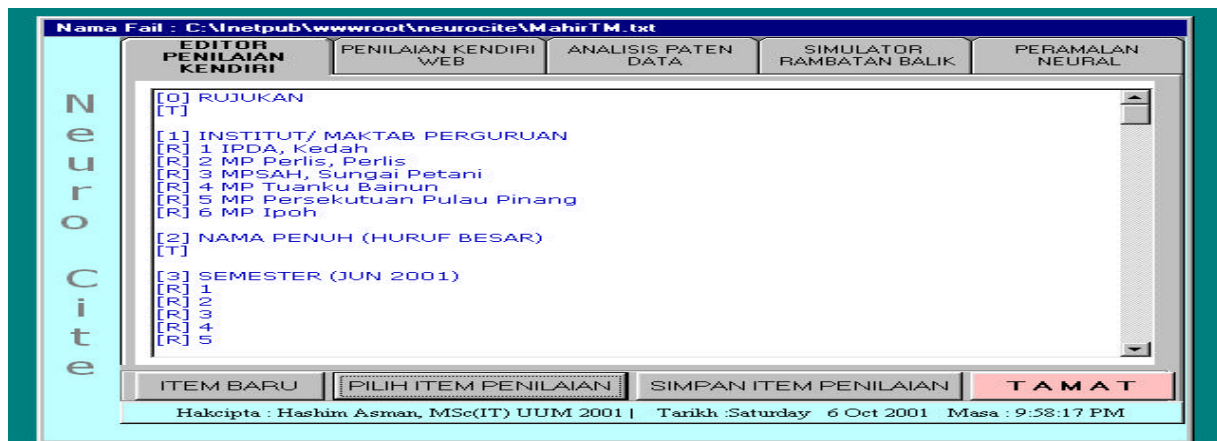 Nama Fail : C:\Inetpub\wwwroot\neurocite\MahirTM.txt
EDITOR PENILAIAN KENDIRI
PENILAIAN KENDIRI WEB
ANALISIS PATEN DATA
SIMULATOR RAMBATAN BALIK
PERAMALAN NEURAL
Neuro Cite
[0] RUJUKAN
[T]
[1] INSTITUT/ MAKTAB PERGURUAN
[R] 1 IPDA, Kedah
[R] 2 MP Perlis, Perlis
[R] 3 MPSAH, Sungai Petani
[R] 4 MP Tuanku Bainun
[R] 5 MP Persekutuan Pulau Pinang
[R] 6 MP Ipoh
[2] NAMA PENUH (HURUF BESAR)
[T]
[3] SEMESTER (JUN 2001)
[R] 1
[R] 2
[R] 3
[R] 4
[R] 5
ITEM BARU
PILIH ITEM PENILAIAN
SIMPAN ITEM PENILAIAN
T A M A T
Hakcipta : Hashim Asman, MSc(IT) UUM 2001 | Tarikh :Saturday 6 Oct 2001 Masa : 9:58:17 PM